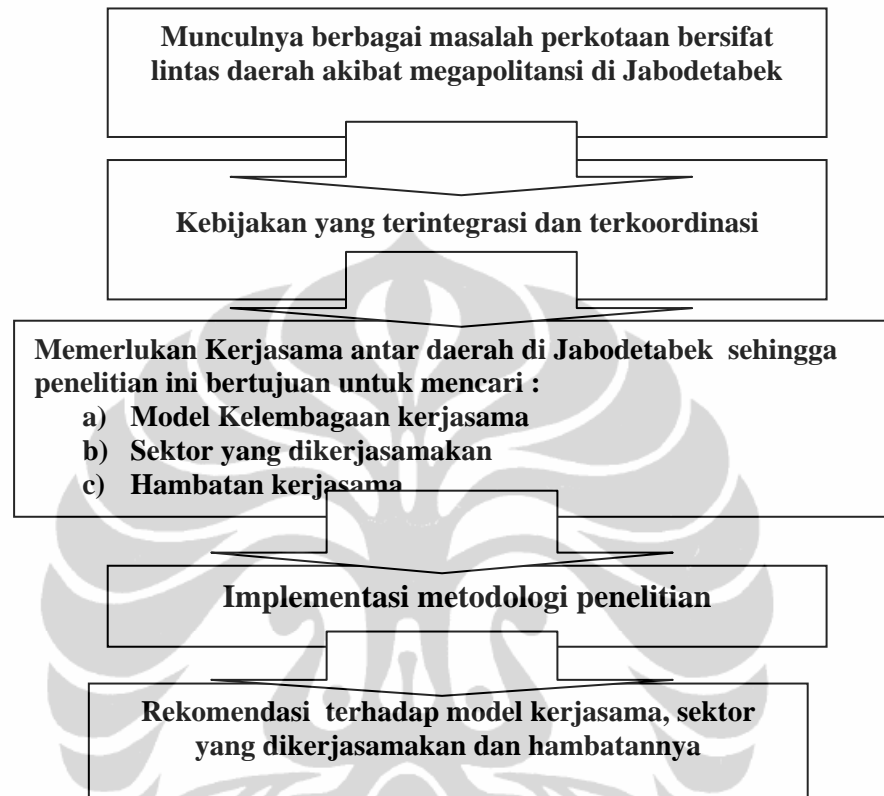 Munculnya berbagai masalah perkotaan bersifat
lintas daerah akibat megapolitansi di Jabodetabek
Kebijakan yang terintegrasi dan terkoordinasi
Memerlukan Kerjasama antar daerah di Jabodetabek sehingga
penelitian ini bertujuan untuk mencari :
a) Model Kelembagaan kerjasama
b) Sektor yang dikerjasamakan
c) Hambatan kerjasama
Implementasi metodologi penelitian
Rekomendasi terhadap model kerjasama, sektor
yang dikerjasamakan dan hambatannya